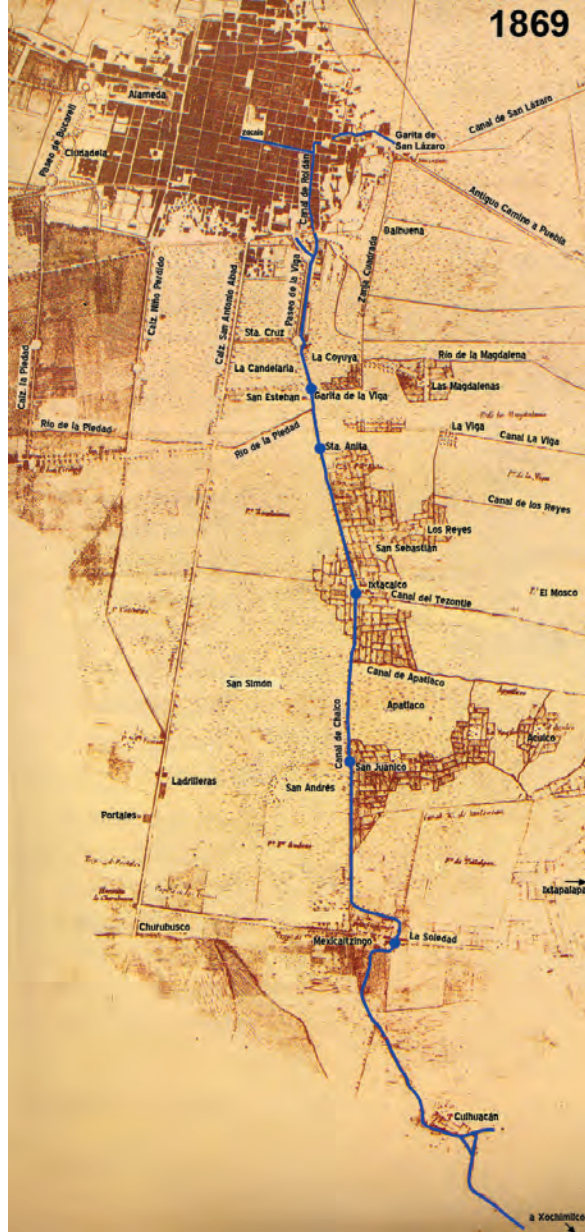 1869
Alameda
Paseo de Bucareli
Ciudadela
Zócalo
Canal de Roldán
Garita de
San Lázaro
Canal de San Lázaro
Antiguo Camino a Puebla
Balbuena
Zanja Cuadrada
Calz. Niño Perdido
Calz. San Antonio Abad
Paseo de la Viga
Calz. la Piedad
Sta. Cruz
La Coyuya
La Candelaria
San Esteban
Garita de la Viga
Río de la Magdalena
Las Magdalenas
Río de la Piedad
Río de la Piedad
Sta. Anita
La Viga
Canal La Viga
Canal de los Reyes
Los Reyes
San Sebastián
Ixtacalco
Canal del Tezontle
El Mosco
Canal de Apatlaco
San Simón
Canal de Chalco
Apatlaco
Aculco
San Juanico
Ladrilleras
San Andrés
Portales
Ixtapalapa
Churubusco
Mexicaltzingo
La Soledad
Culhuacán
a Xochimilco